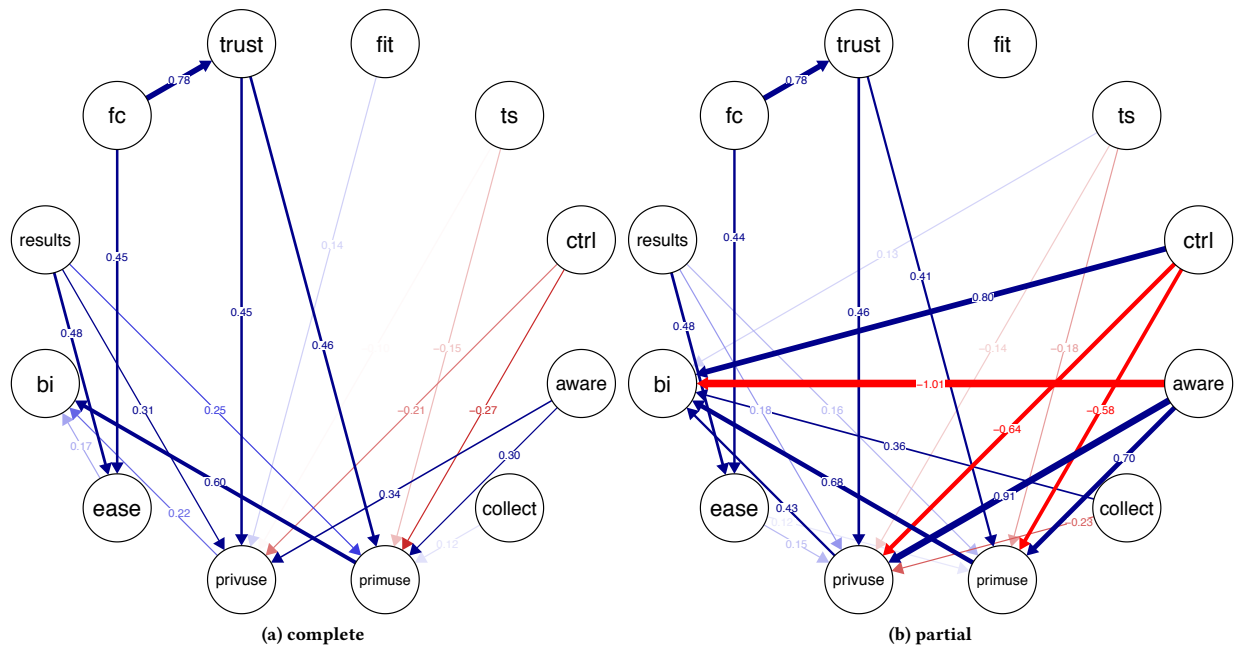 trust
fit
fc
ts
results
ctrl
bi
aware
ease
collect
privuse
primuse
0.78
0.14
0.45
0.45
0.48
0.46
−0.15
0.31
0.25
−0.21
−0.27
0.17
0.60
0.30
0.34
0.22
0.12
(a) complete
trust
fit
fc
ts
results
ctrl
bi
aware
ease
collect
privuse
primuse
0.78
0.44
0.13
0.41
0.80
0.48
0.46
−0.14
−0.18
−1.01
0.18
0.16
−0.58
−0.64
0.36
0.70
0.68
0.91
0.43
0.12
−0.23
0.15
(b) partial